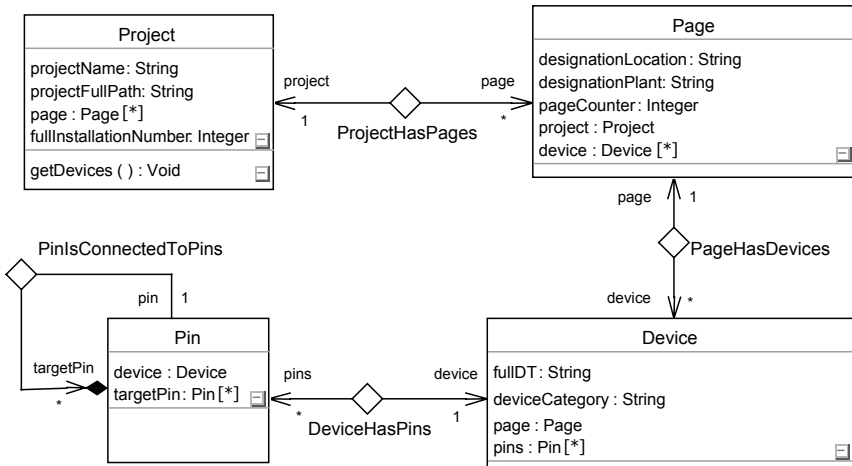 Project
projectName: String
projectFullPath: String
page : Page[*]
fullInstallationNumber: Integer
getDevices ( ) : Void
project
1
page
*
ProjectHasPages
Page
designationLocation : String
designationPlant: String
pageCounter : Integer
project : Project
device : Device [*]
page
1
PageHasDevices
device
*
PinIsConnectedToPins
pin
1
targetPin
*
Pin
device : Device
targetPin: Pin[*]
pins
*
device
1
DeviceHasPins
Device
fullDT: String
deviceCategory : String
page : Page
pins : Pin[*]